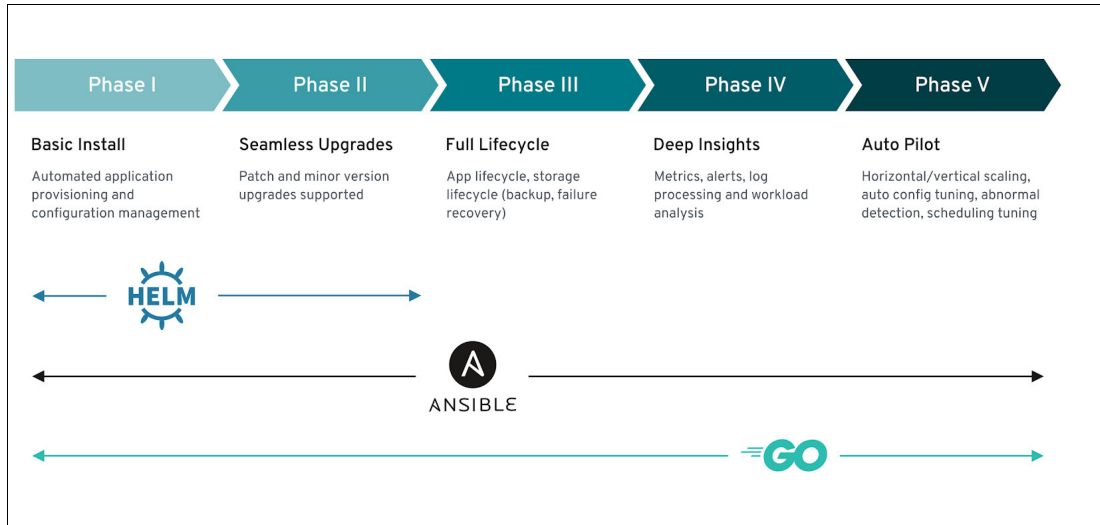 Phase I
Phase II
Phase III
Phase IV
Phase V
Basic Install
Automated application
provisioning and
configuration management
Seamless Upgrades
Patch and minor version
upgrades supported
Full Lifecycle
App lifecycle, storage
lifecycle (backup, failure
recovery)
Deep Insights
Metrics, alerts, log
processing and workload
analysis
Auto Pilot
Horizontal/vertical scaling,
auto config tuning, abnormal
detection, scheduling tuning
HELM
A
ANSIBLE
GO